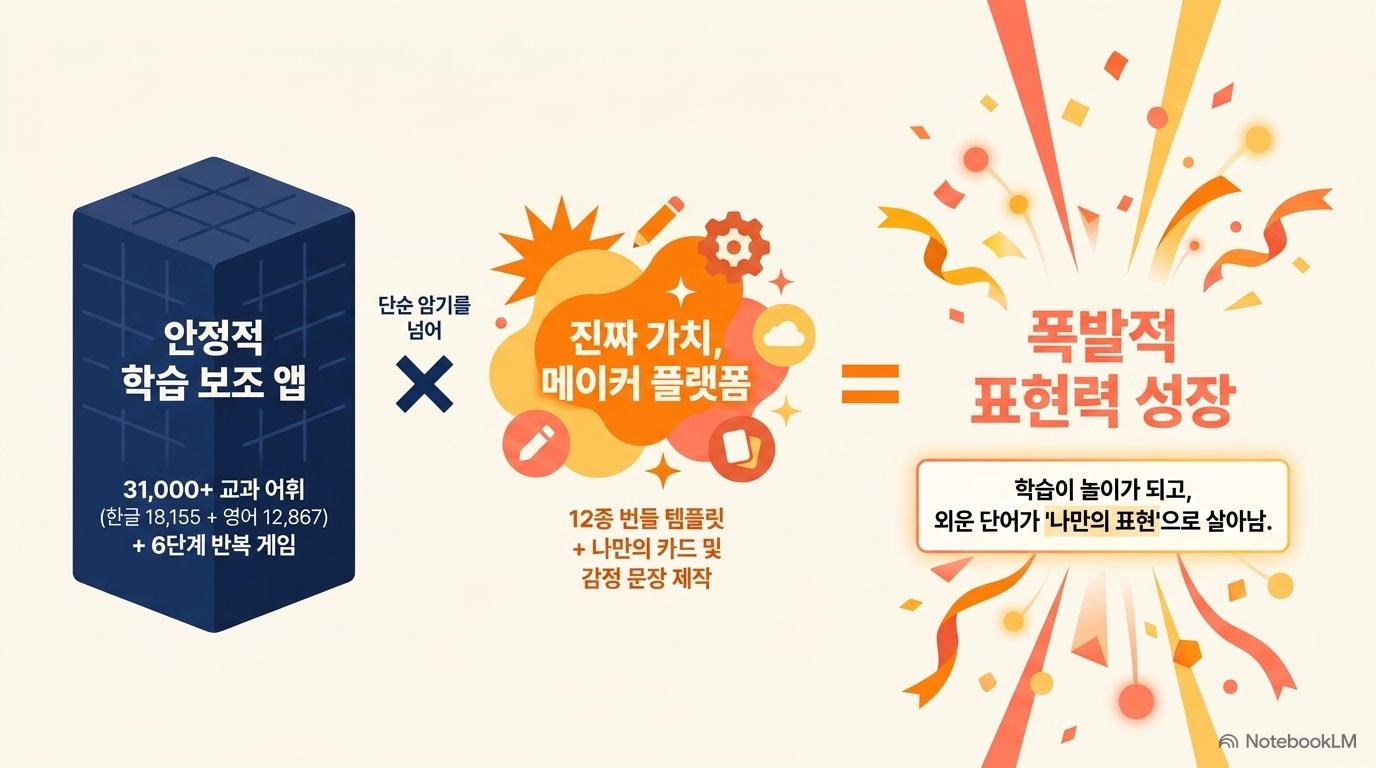 안정적
학습 보조 앱
31,000+ 교과 어휘
(한글 18,155 + 영어 12,867)
+ 6단계 반복 게임
단순 암기를
넘어
×
진짜 가치,
메이커 플랫폼
12종 번들 템플릿
+ 나만의 카드 및
감정 문장 제작
=
폭발적
표현력 성장
학습이 놀이가 되고,
외운 단어가 '나만의 표현'으로 살아남.
NotebookLM